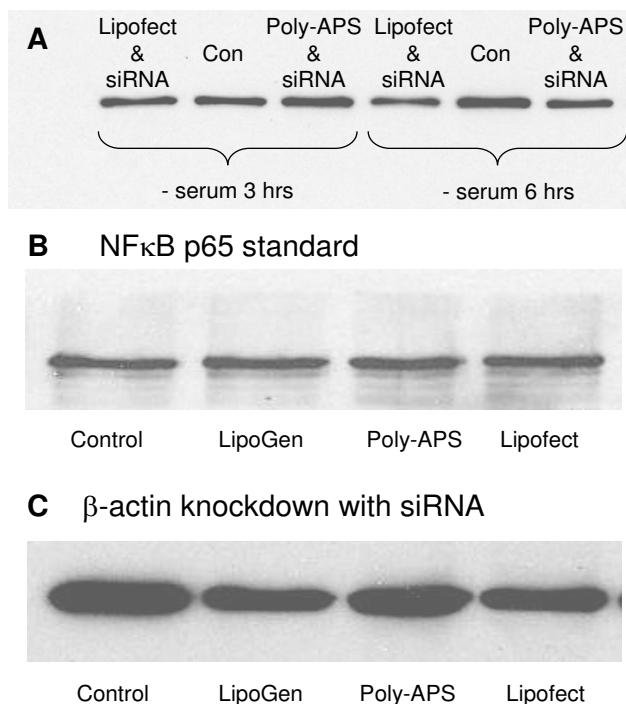 A
Lipofect & siRNA
Con
Poly-APS & siRNA
Lipofect & siRNA
Con
Poly-APS & siRNA
- serum 3 hrs
- serum 6 hrs
B NFκB p65 standard
Control LipoGen Poly-APS Lipofect
C β-actin knockdown with siRNA
Control LipoGen Poly-APS Lipofect